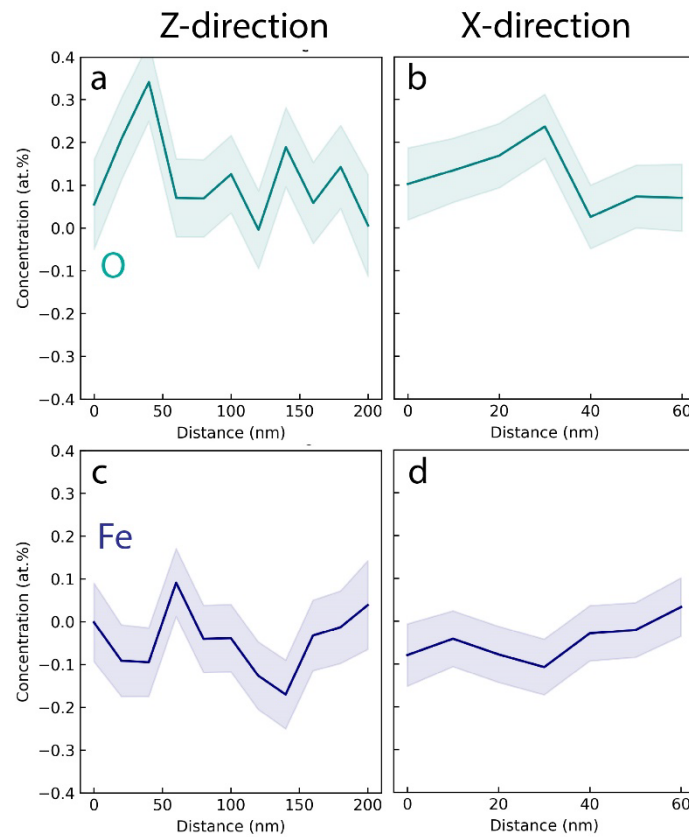 Z-direction
X-direction
a
b
0.4
0.3
0.2
0.1
0.0
−0.1
−0.2
−0.3
−0.4
Concentration (at.%)
O
0
50
100
150
200
0
20
40
60
Distance (nm)
Distance (nm)
c
d
0.4
0.3
0.2
0.1
0.0
−0.1
−0.2
−0.3
−0.4
Concentration (at.%)
Fe
0
50
100
150
200
0
20
40
60
Distance (nm)
Distance (nm)